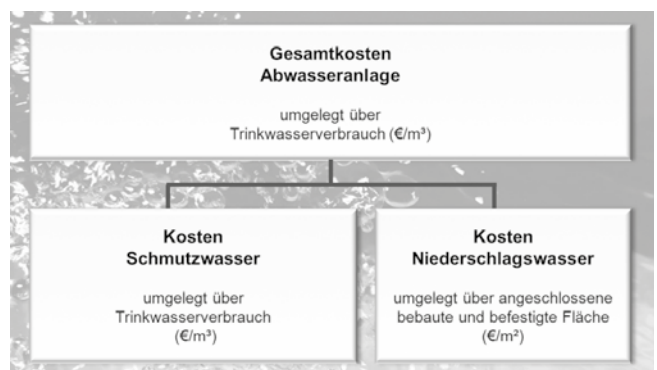 Gesamtkosten
Abwasseranlage
umgelegt über
Trinkwasserverbrauch (€/m³)
Kosten
Schmutzwasser
umgelegt über
Trinkwasserverbrauch
(€/m³)
Kosten
Niederschlagswasser
umgelegt über angeschlossene
bebaute und befestigte Fläche
(€/m²)